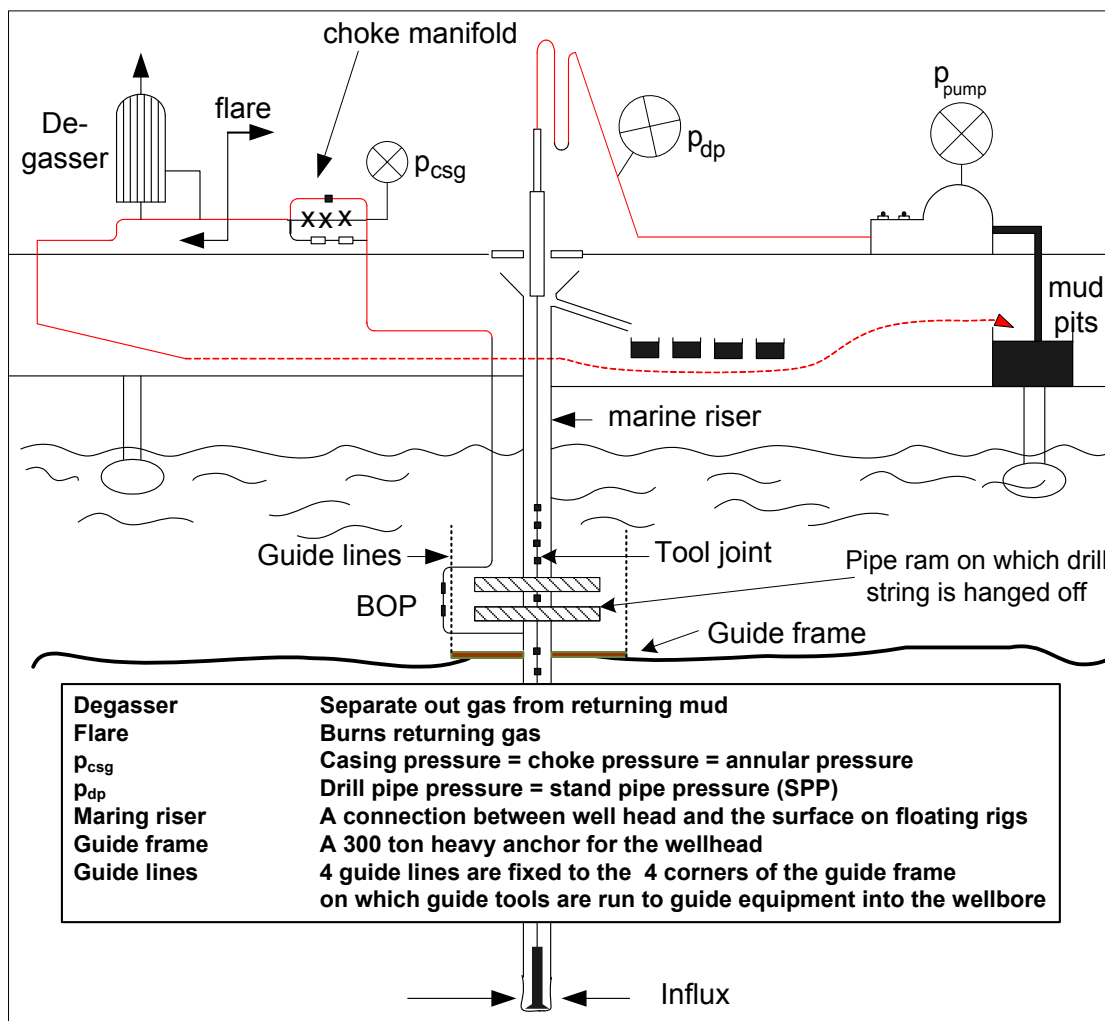 choke manifold
De-
gasser
flare
p_csg
p_dp
p_pump
mud
pits
marine riser
Guide lines
Tool joint
BOP
Pipe ram on which drill
string is hanged off
Guide frame
Degasser Separate out gas from returning mud
Flare Burns returning gas
p_csg Casing pressure = choke pressure = annular pressure
p_dp Drill pipe pressure = stand pipe pressure (SPP)
Maring riser A connection between well head and the surface on floating rigs
Guide frame A 300 ton heavy anchor for the wellhead
Guide lines 4 guide lines are fixed to the 4 corners of the guide frame
on which guide tools are run to guide equipment into the wellbore
Influx